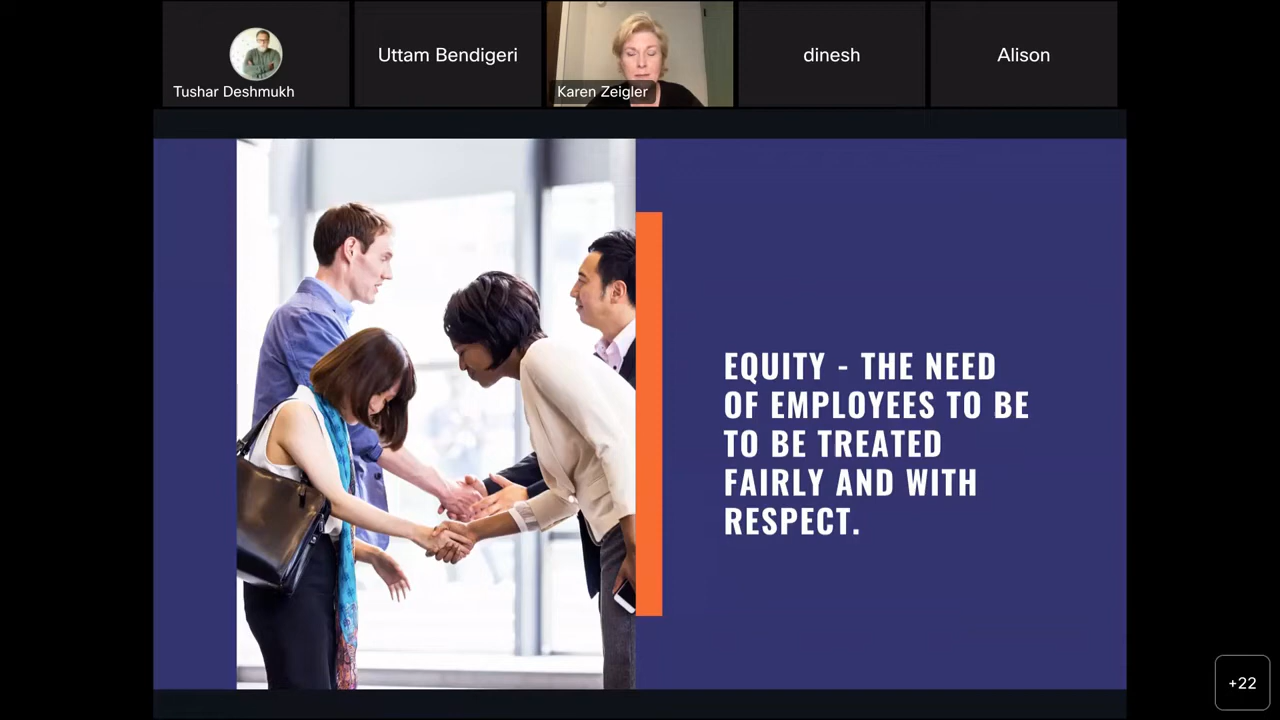 Tushar Deshmukh
Uttam Bendigeri
Karen Zeigler
dinesh
Alison
EQUITY - THE NEED
OF EMPLOYEES TO BE
TO BE TREATED
FAIRLY AND WITH
RESPECT.
+22